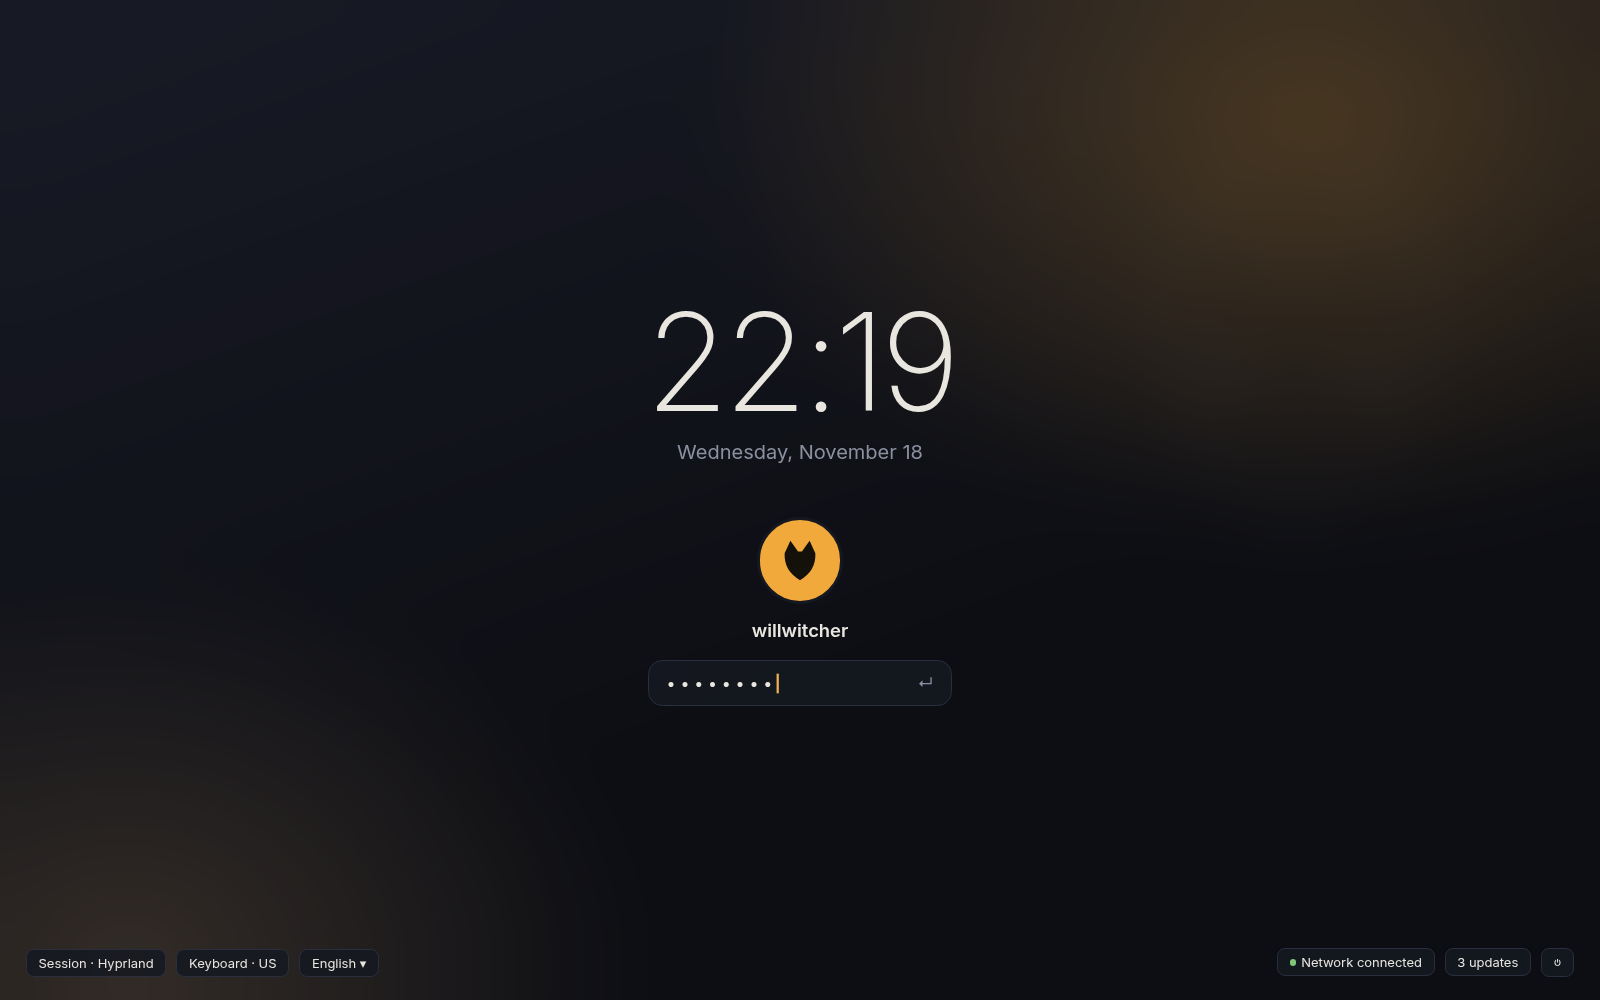 22:19
Wednesday, November 18
willwitcher
••••••••
Session · Hyprland
Keyboard · US
English ▾
Network connected
3 updates